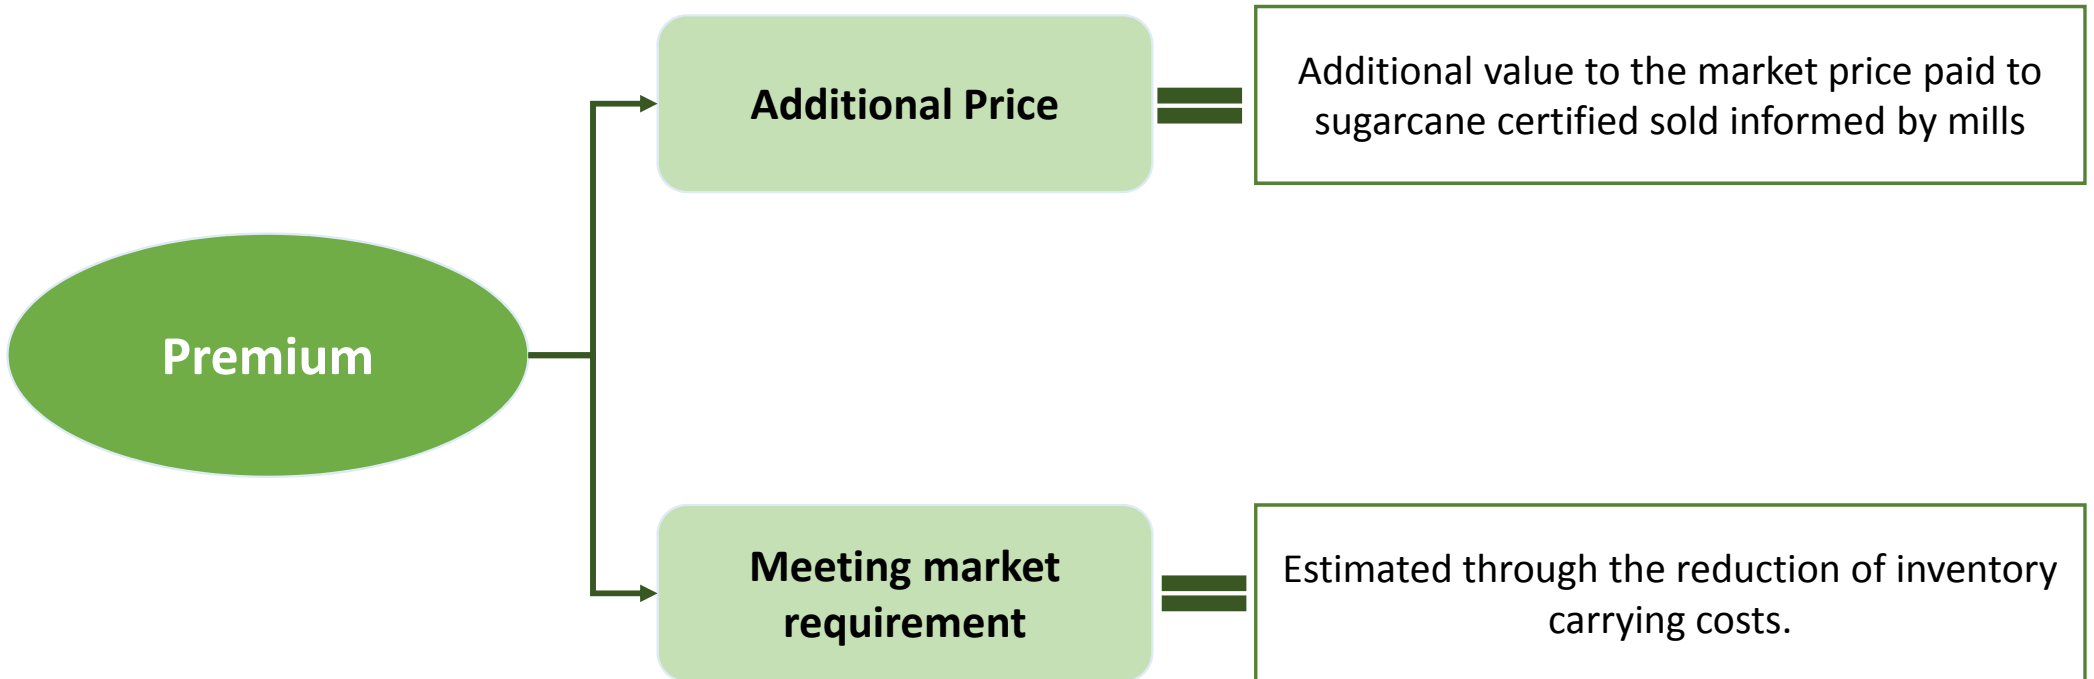 Premium
Additional Price
Additional value to the market price paid to
sugarcane certified sold informed by mills
Meeting market
requirement
Estimated through the reduction of inventory
carrying costs.